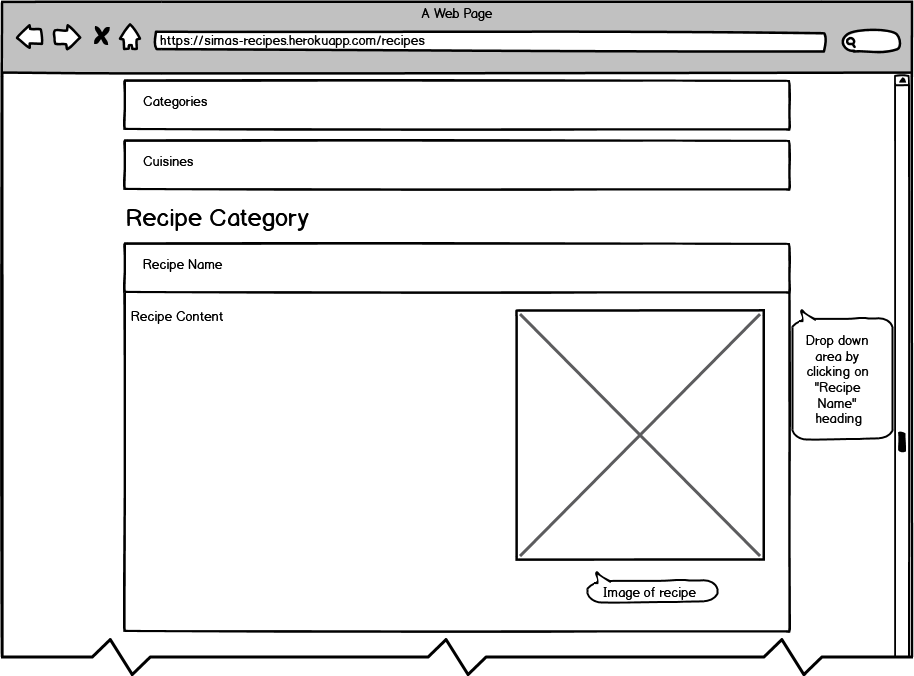 A Web Page
https://simas-recipes.herokuapp.com/recipes
Categories
Cuisines
Recipe Category
Recipe Name
Recipe Content
Drop down
area by
clicking on
"Recipe
Name"
heading
Image of recipe